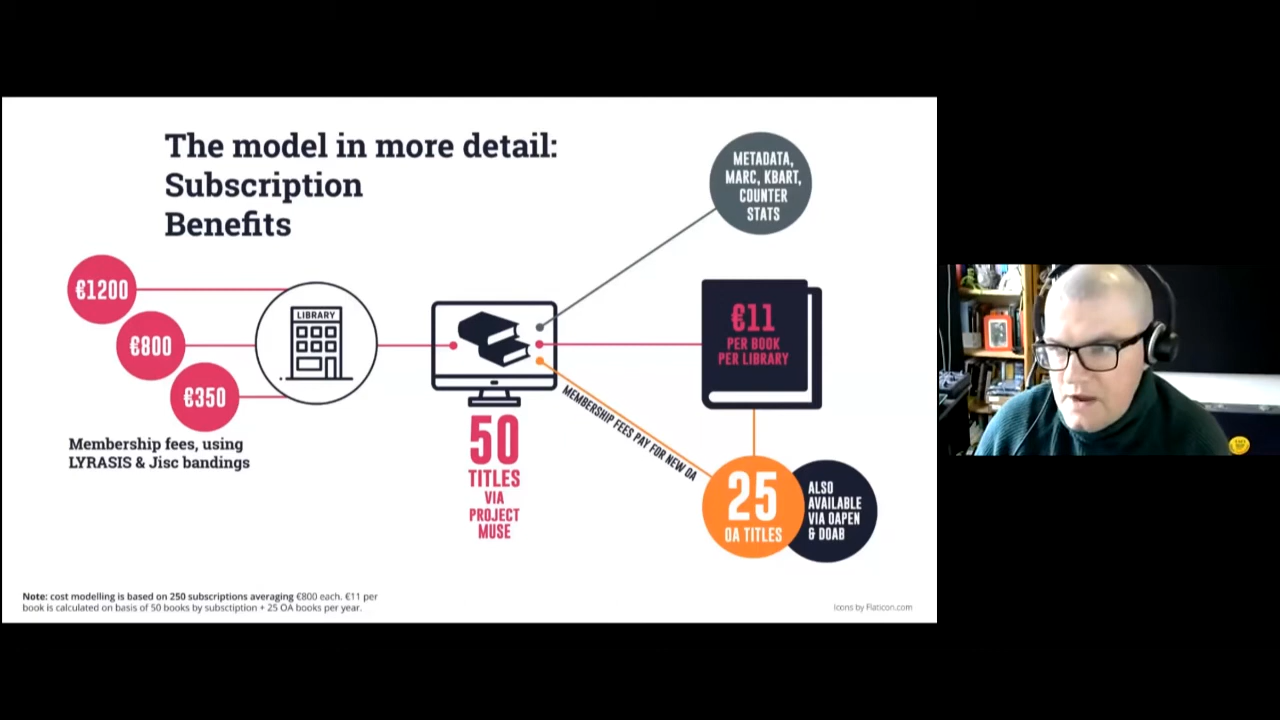 The model in more detail:
Subscription
Benefits
METADATA,
MARC, KBART,
COUNTER
STATS
€1200
€800
€350
LIBRARY
Membership fees, using
LYRASIS & Jisc bandings
50
TITLES
VIA
PROJECT
MUSE
€11
PER BOOK
PER LIBRARY
MEMBERSHIP FEES PAY FOR NEW OA
25
OA TITLES
ALSO
AVAILABLE
VIA OAPEN
& DOAB
Note: cost modelling is based on 250 subscriptions averaging €800 each. €11 per
book is calculated on basis of 50 books by subsctiption + 25 OA books per year.
Icons by Flaticon.com